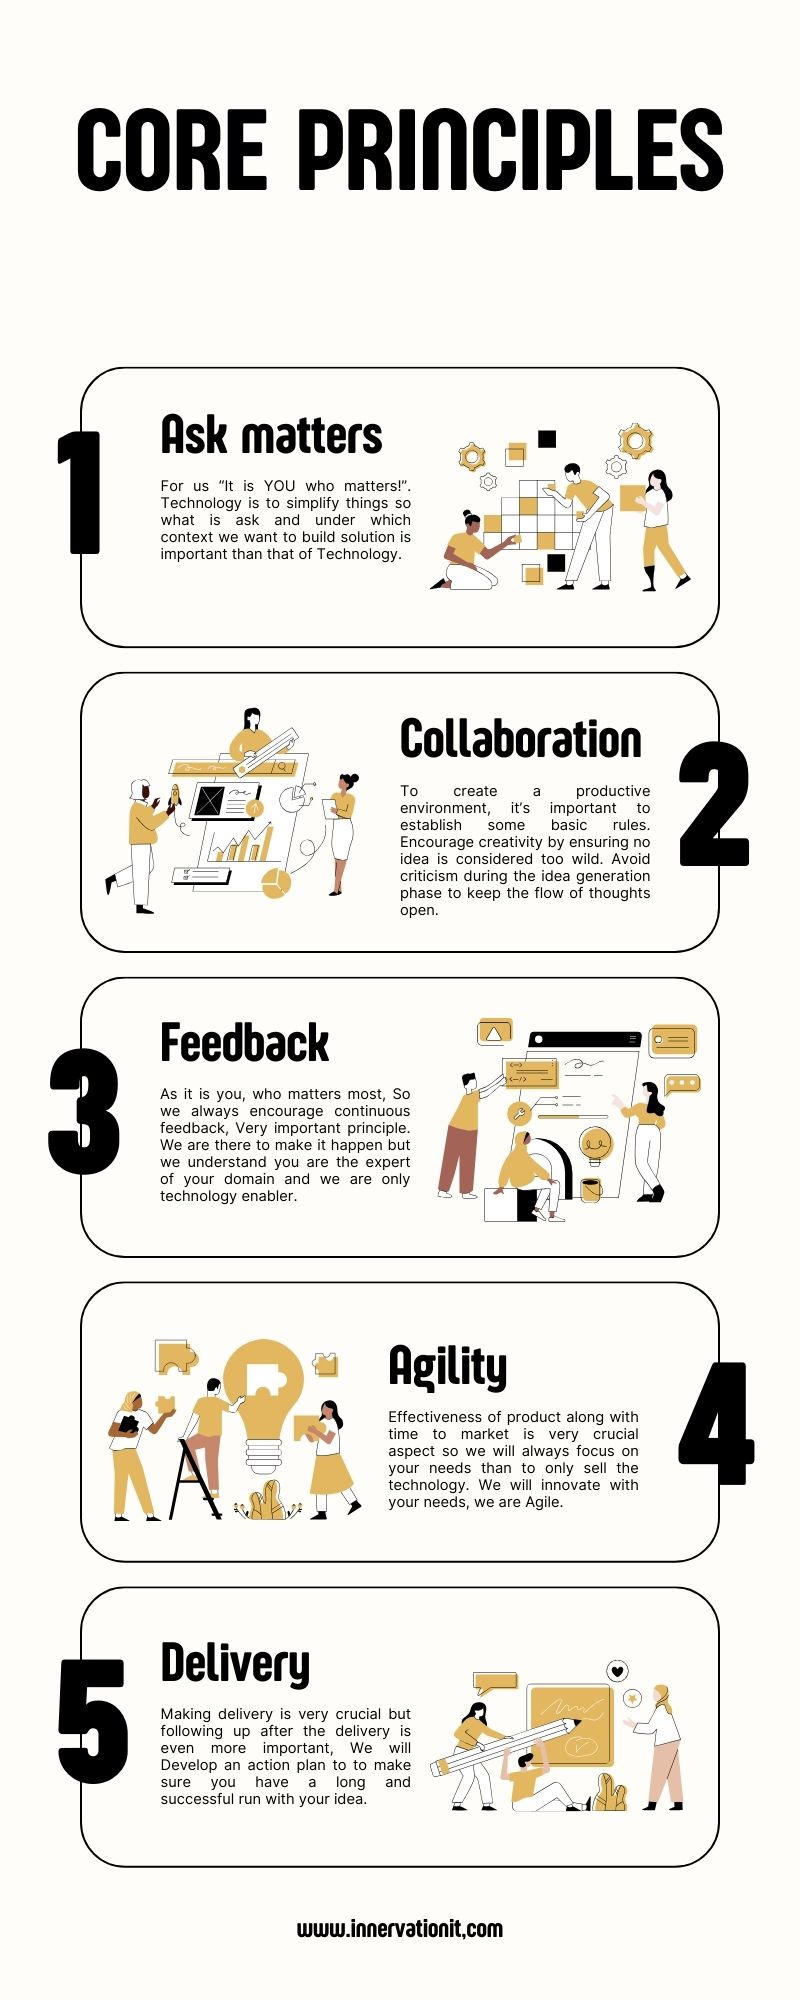 CORE PRINCIPLES
1
Ask matters
For us “It is YOU who matters!”.
Technology is to simplify things so
what is ask and under which
context we want to build solution is
important than that of Technology.
Collaboration
2
To create a productive
environment, it’s important to
establish some basic rules.
Encourage creativity by ensuring no
idea is considered too wild. Avoid
criticism during the idea generation
phase to keep the flow of thoughts
open.
3
Feedback
As it is you, who matters most, So
we always encourage continuous
feedback, Very important principle.
We are there to make it happen but
we understand you are the expert
of your domain and we are only
technology enabler.
Agility
4
Effectiveness of product along with
time to market is very crucial
aspect so we will always focus on
your needs than to only sell the
technology. We will innovate with
your needs, we are Agile.
5
Delivery
Making delivery is very crucial but
following up after the delivery is
even more important, We will
Develop an action plan to to make
sure you have a long and
successful run with your idea.
www.innervationit,com